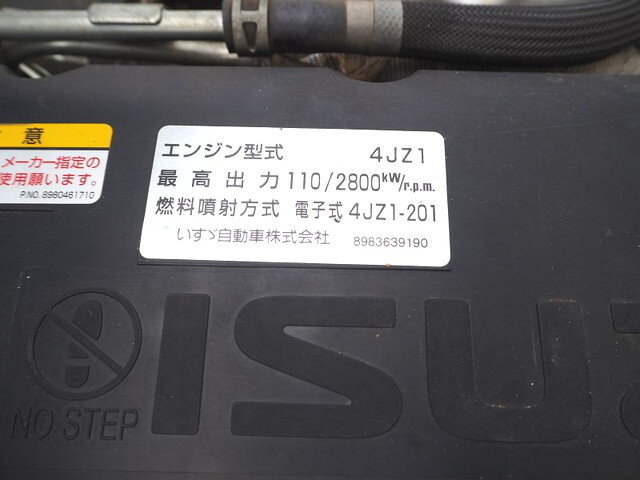 意
メーカー指定の
使用願います。
P.NO. 8980461710
エンジン型式 4JZ1
最高出力 110/2800kW/r.p.m.
燃料噴射方式 電子式 4JZ1-201
いすゞ自動車株式会社 8983639190
ISUZ
NO STEP